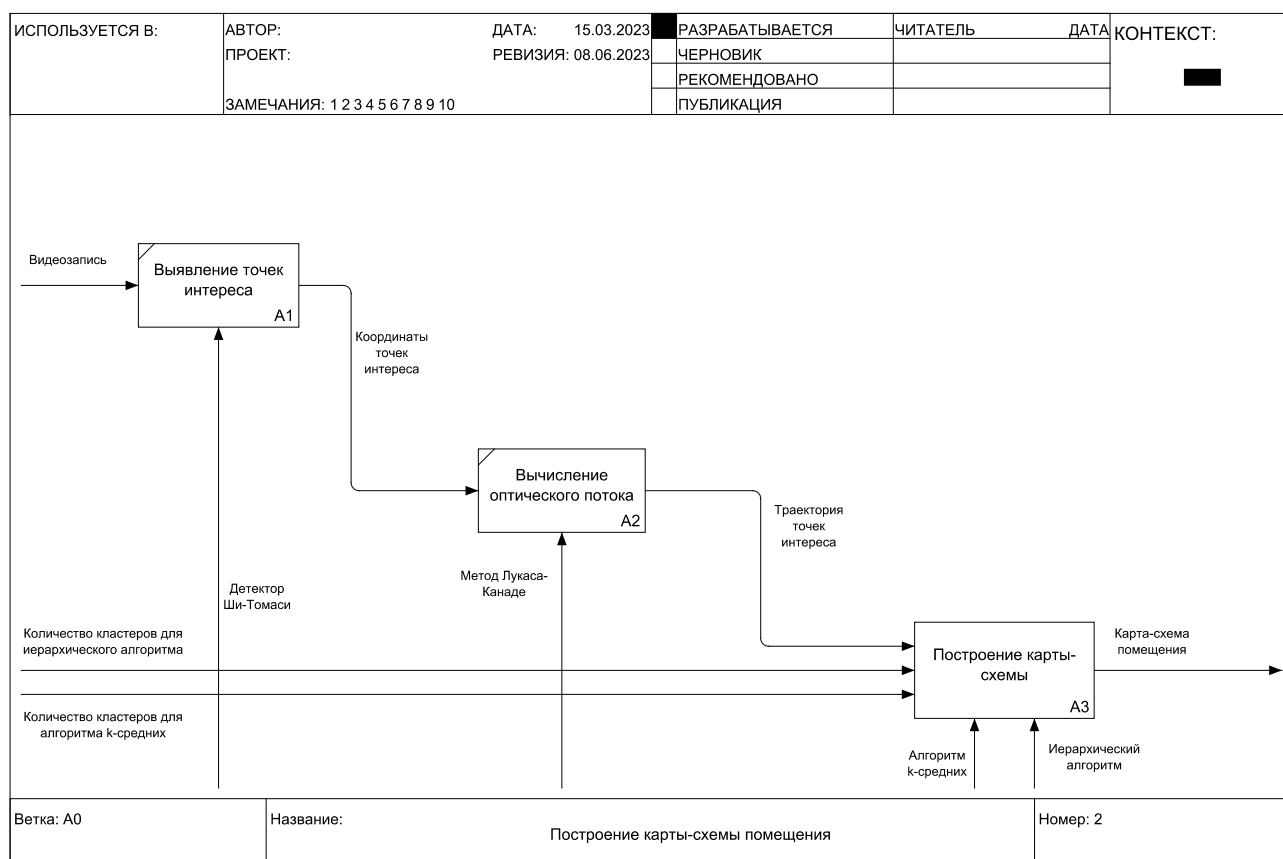 ИСПОЛЬЗУЕТСЯ В:
АВТОР:
ДАТА: 15.03.2023
ПРОЕКТ:
РЕВИЗИЯ: 08.06.2023
ЗАМЕЧАНИЯ: 1 2 3 4 5 6 7 8 9 10
РАЗРАБАТЫВАЕТСЯ
ЧЕРНОВИК
РЕКОМЕНДОВАНО
ПУБЛИКАЦИЯ
ЧИТАТЕЛЬ
ДАТА
КОНТЕКСТ:
Видеозапись
Выявление точек
интереса
A1
Координаты
точек
интереса
Вычисление
оптического потока
A2
Траектория
точек
интереса
Метод Лукаса-
Канаде
Детектор
Ши-Томаси
Количество кластеров для
иерархического алгоритма
Количество кластеров для
алгоритма k-средних
Построение карты-
схемы
A3
Карта-схема
помещения
Алгоритм
k-средних
Иерархический
алгоритм
Ветка: A0
Название:
Построение карты-схемы помещения
Номер: 2